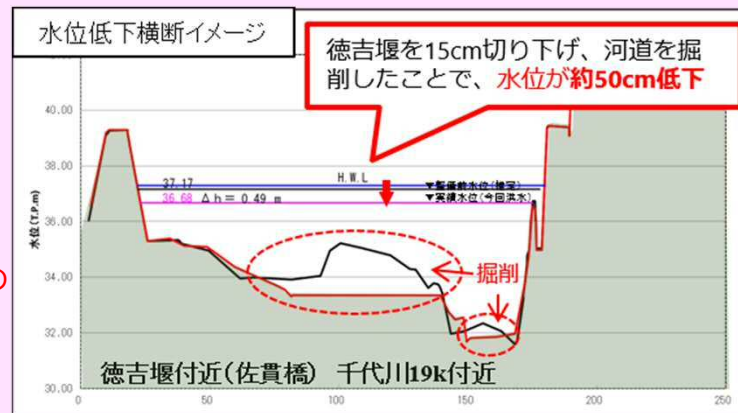 水位低下横断イメージ
徳吉堰を15cm切り下げ、河道を掘
削したことで、水位が約50cm低下
40.00
38.00
36.00
34.00
32.00
30.00
水位(T.P.m)
37.17
H.W.L
▼整備前水位(推定)
36.68 Δh= 0.49 m
▼実績水位(今回洪水)
掘削
徳吉堰付近(佐貫橋) 千代川19k付近
0
50
100
150
200
250